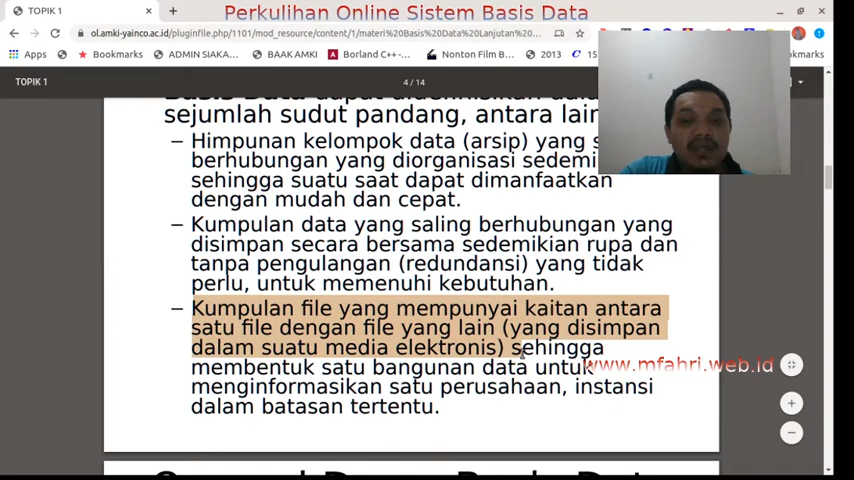 Perkulihan Online Sistem Basis Data
TOPIK 1
ol.amki-yainco.ac.id/pluginfile.php/1101/mod_resource/content/1/materi%20Basis%20Data%20Lanjutan%20...
Apps
Bookmarks
ADMIN SIAKA...
BAAK AMKI
Borland C++ -...
Nonton Film B...
2013
15
TOPIK 1
4 / 14
sejumlah sudut pandang, antara lain
– Himpunan kelompok data (arsip) yang
berhubungan yang diorganisasi
sehingga suatu saat dapat dimanfaatkan
dengan mudah dan cepat.
– Kumpulan data yang saling berhubungan yang
disimpan secara bersama sedemikian rupa dan
tanpa pengulangan (redundansi) yang tidak
perlu, untuk memenuhi kebutuhan.
– Kumpulan file yang mempunyai kaitan antara
satu file dengan file yang lain (yang disimpan
dalam suatu media elektronis) sehingga
membentuk satu bangunan data untuk
menginformasikan satu perusahaan, instansi
dalam batasan tertentu.
www.mfahri.web.id